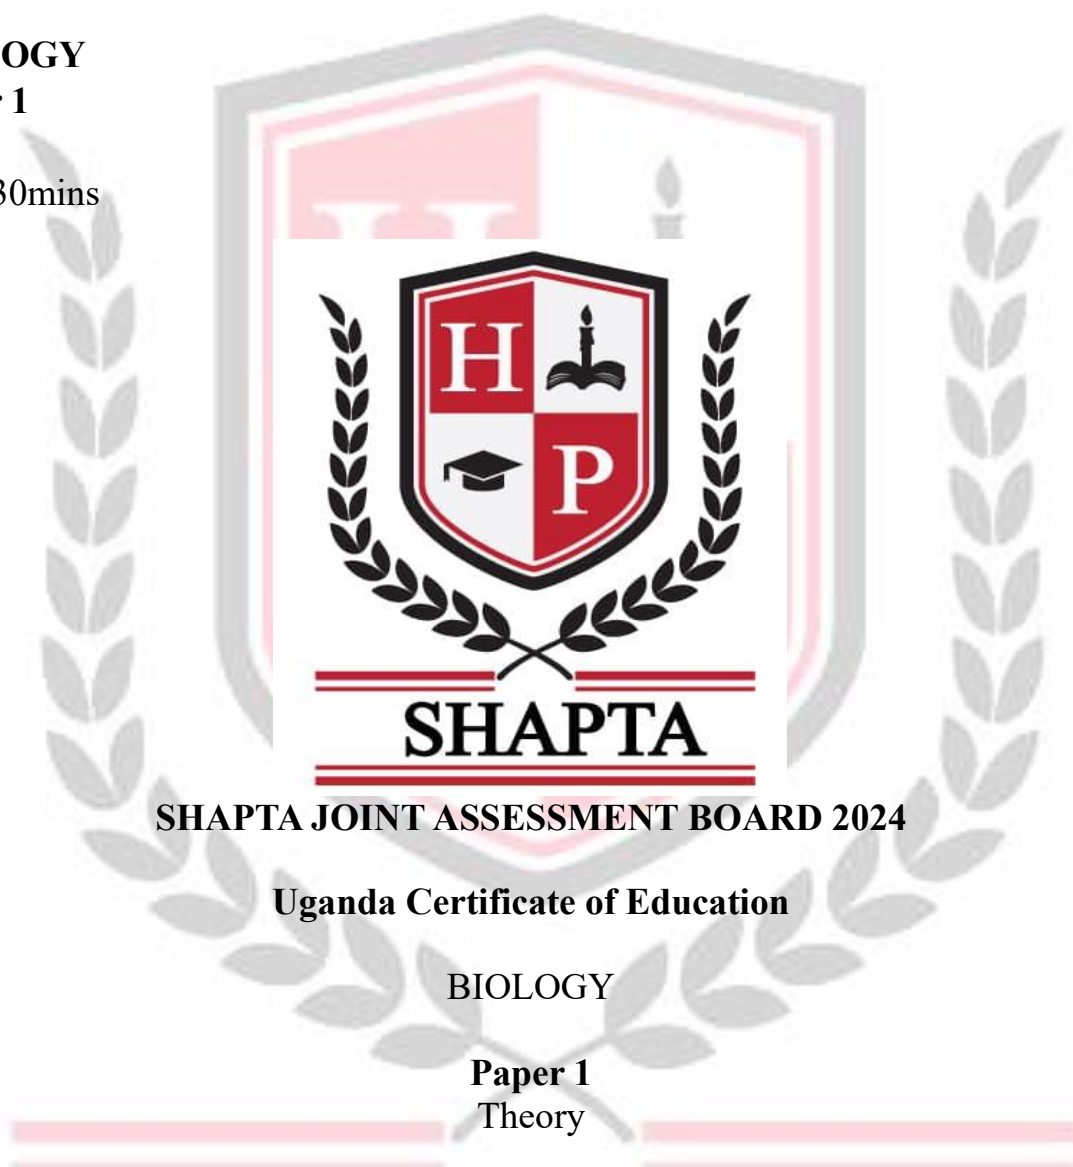 OGY
1
30mins
H
P
SHAPTA
SHAPTA JOINT ASSESSMENT BOARD 2024
Uganda Certificate of Education
BIOLOGY
Paper 1
Theory